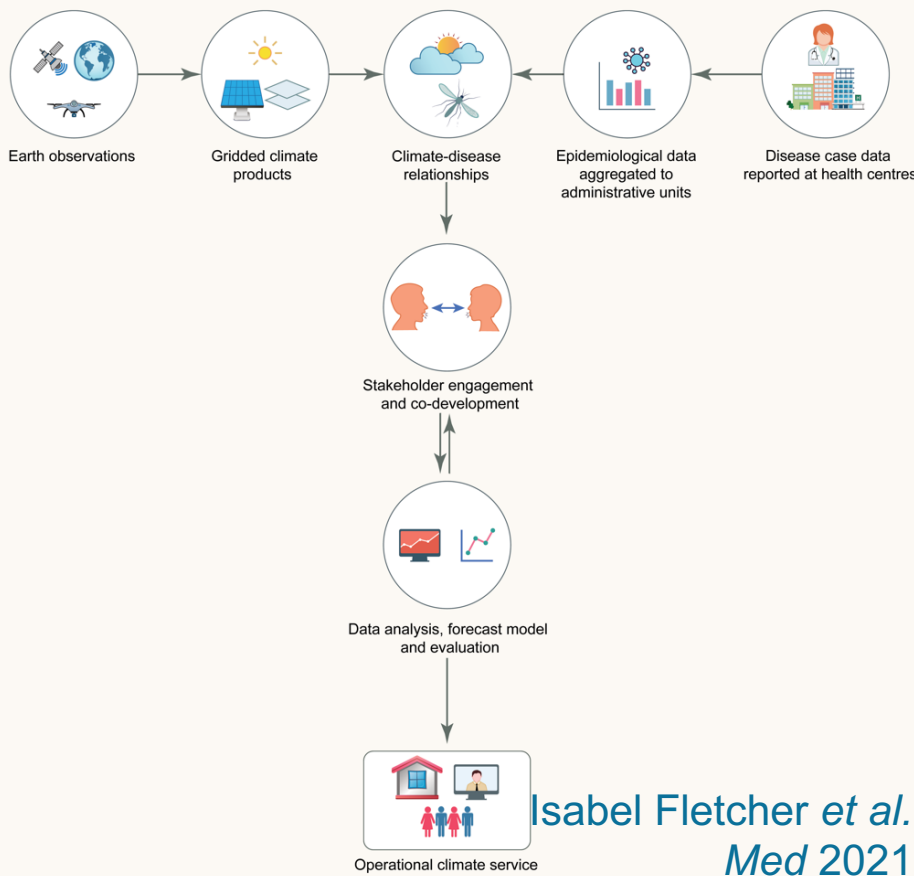 Earth observations
Gridded climate
products
Climate-disease
relationships
Epidemiological data
aggregated to
administrative units
Disease case data
reported at health centres
Stakeholder engagement
and co-development
Data analysis, forecast model
and evaluation
Operational climate service
Isabel Fletcher et al.
Med 2021